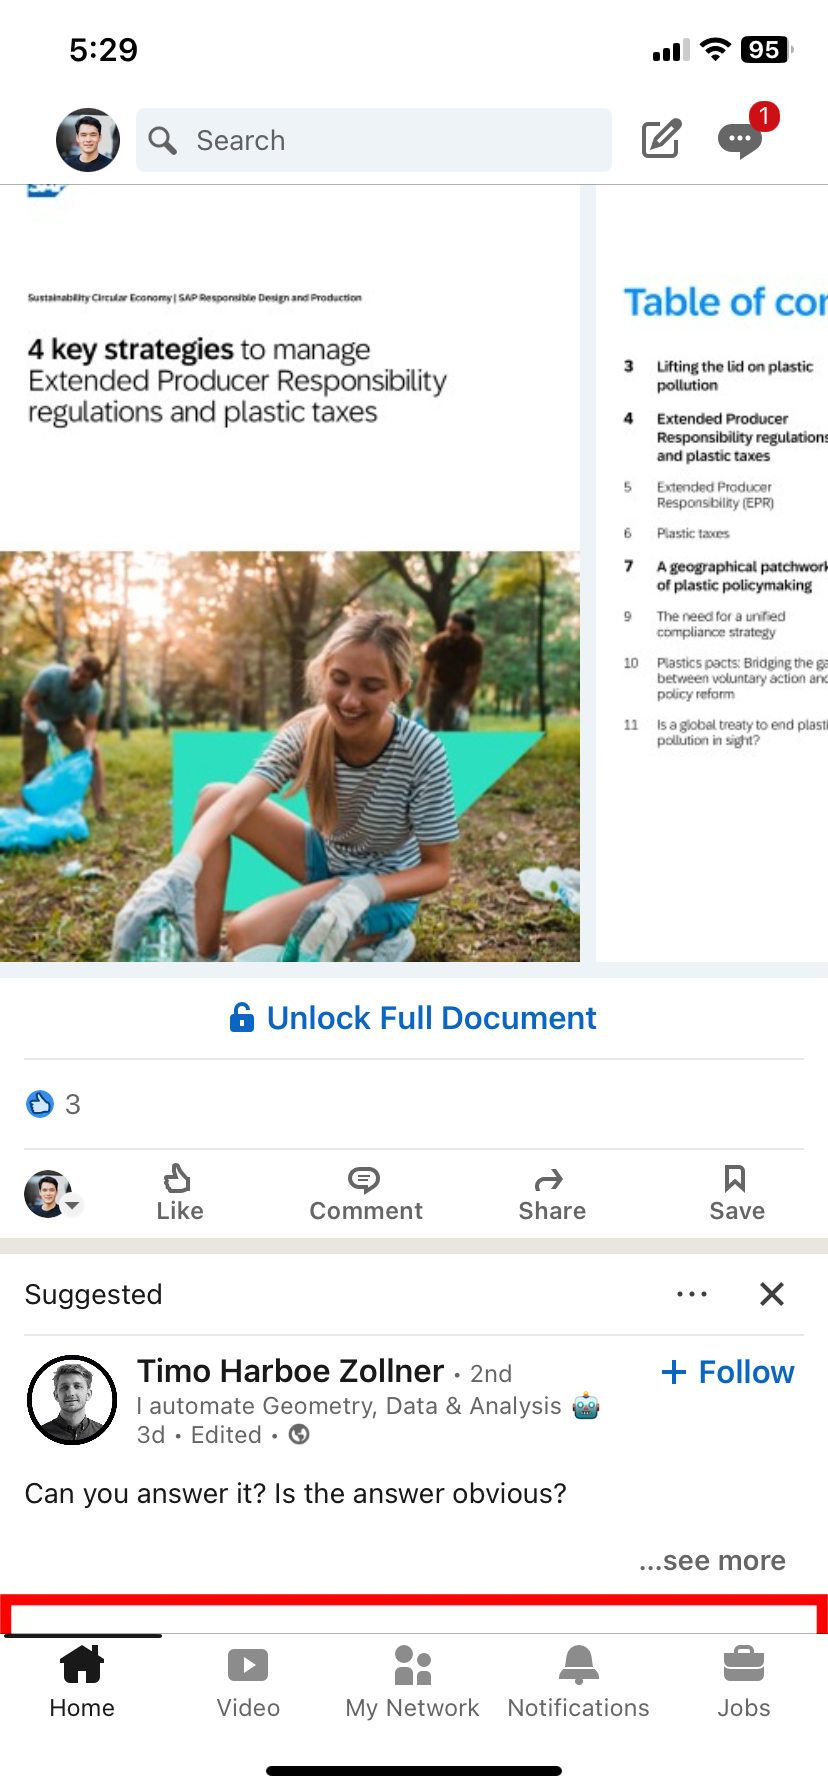 5:29
95
Search
1
Sustainability Circular Economy | SAP Responsible Design and Production
4 key strategies to manage
Extended Producer Responsibility
regulations and plastic taxes
Table of cor
3 Lifting the lid on plastic
pollution
4 Extended Producer
Responsibility regulations
and plastic taxes
5 Extended Producer
Responsibility (EPR)
6 Plastic taxes
7 A geographical patchwork
of plastic policymaking
9 The need for a unified
compliance strategy
10 Plastics pacts: Bridging the ga
between voluntary action and
policy reform
11 Is a global treaty to end plasti
pollution in sight?
Unlock Full Document
3
Like Comment Share Save
Suggested
Timo Harboe Zollner • 2nd
+ Follow
I automate Geometry, Data & Analysis
3d • Edited •
Can you answer it? Is the answer obvious?
...see more
Home Video My Network Notifications Jobs